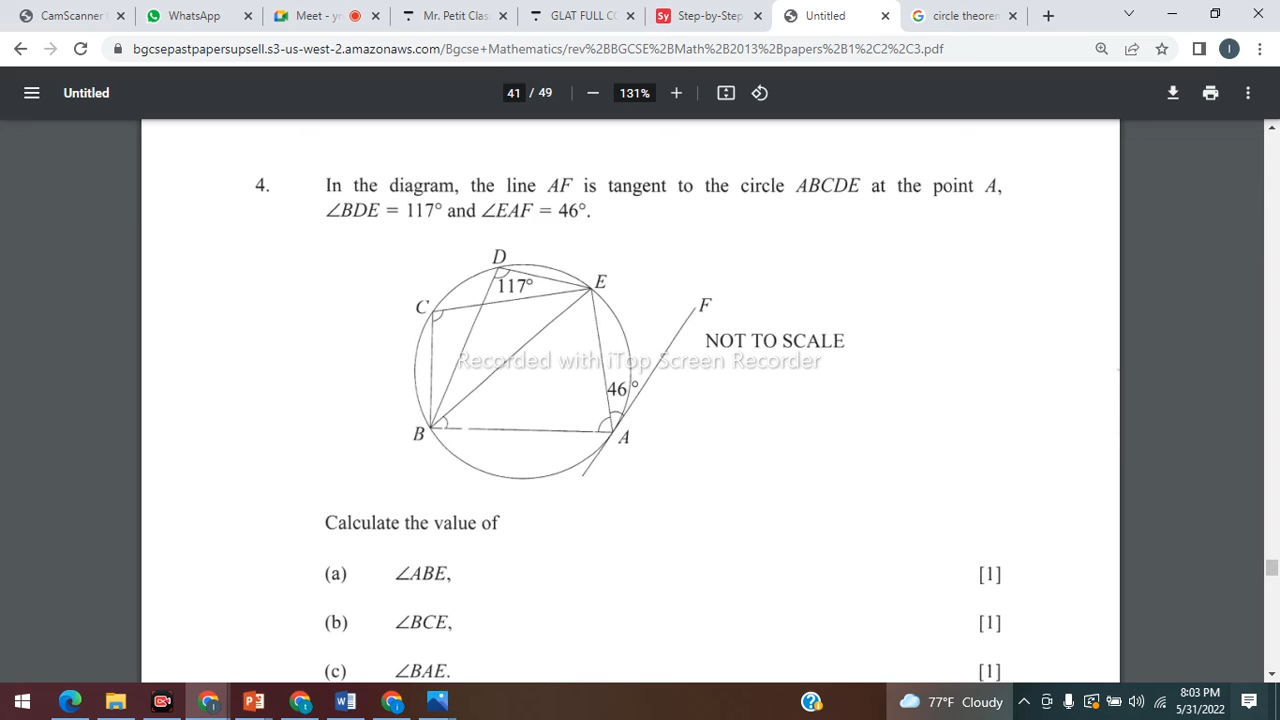 CamScanner
WhatsApp
Meet - yn
Mr. Petit Clas
GLAT FULL CO
Step-by-Step
Untitled
circle theorem
bgcsepastpapersupsell.s3-us-west-2.amazonaws.com/Bgcse+Mathematics/rev%2BBGCSE%2BMath%2B2013%2Bpapers%2B1%2C2%2C3.pdf
I
Untitled
41 / 49
131%
4. In the diagram, the line AF is tangent to the circle ABCDE at the point A,
∠BDE = 117° and ∠EAF = 46°.
D
E
117°
C
F
NOT TO SCALE
Recorded with iTop Screen Recorder
46°
B
A
Calculate the value of
(a) ∠ABE, [1]
(b) ∠BCE, [1]
(c) ∠BAE. [1]
77°F Cloudy
8:03 PM
5/31/2022